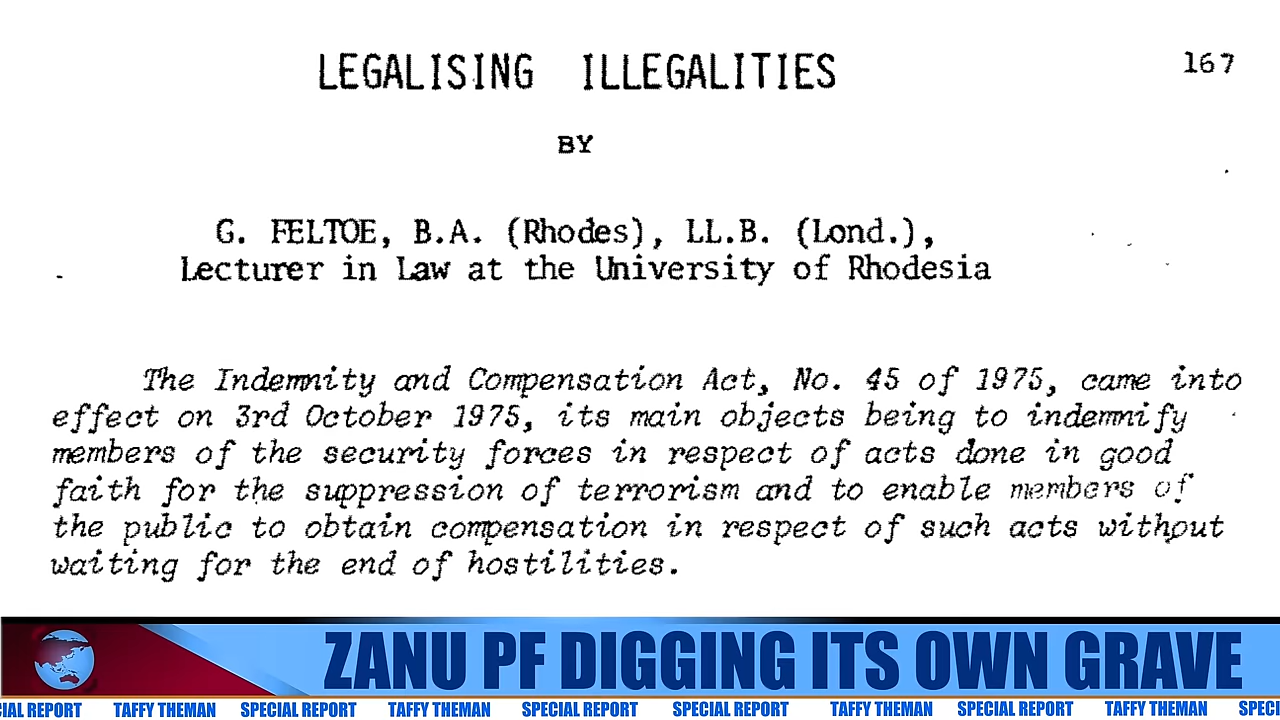 LEGALISING ILLEGALITIES
167
BY
G. FELTOE, B.A. (Rhodes), LL.B. (Lond.),
Lecturer in Law at the University of Rhodesia
The Indemnity and Compensation Act, No. 45 of 1975, came into
effect on 3rd October 1975, its main objects being to indemnify
members of the security forces in respect of acts done in good
faith for the suppression of terrorism and to enable members of
the public to obtain compensation in respect of such acts without
waiting for the end of hostilities.
ZANU PF DIGGING ITS OWN GRAVE
CIAL REPORT TAFFY THEMAN SPECIAL REPORT TAFFY THEMAN SPECIAL REPORT SPECIAL REPORT TAFFY THEMAN SPECIAL REPORT TAFFY THEMAN SPECI